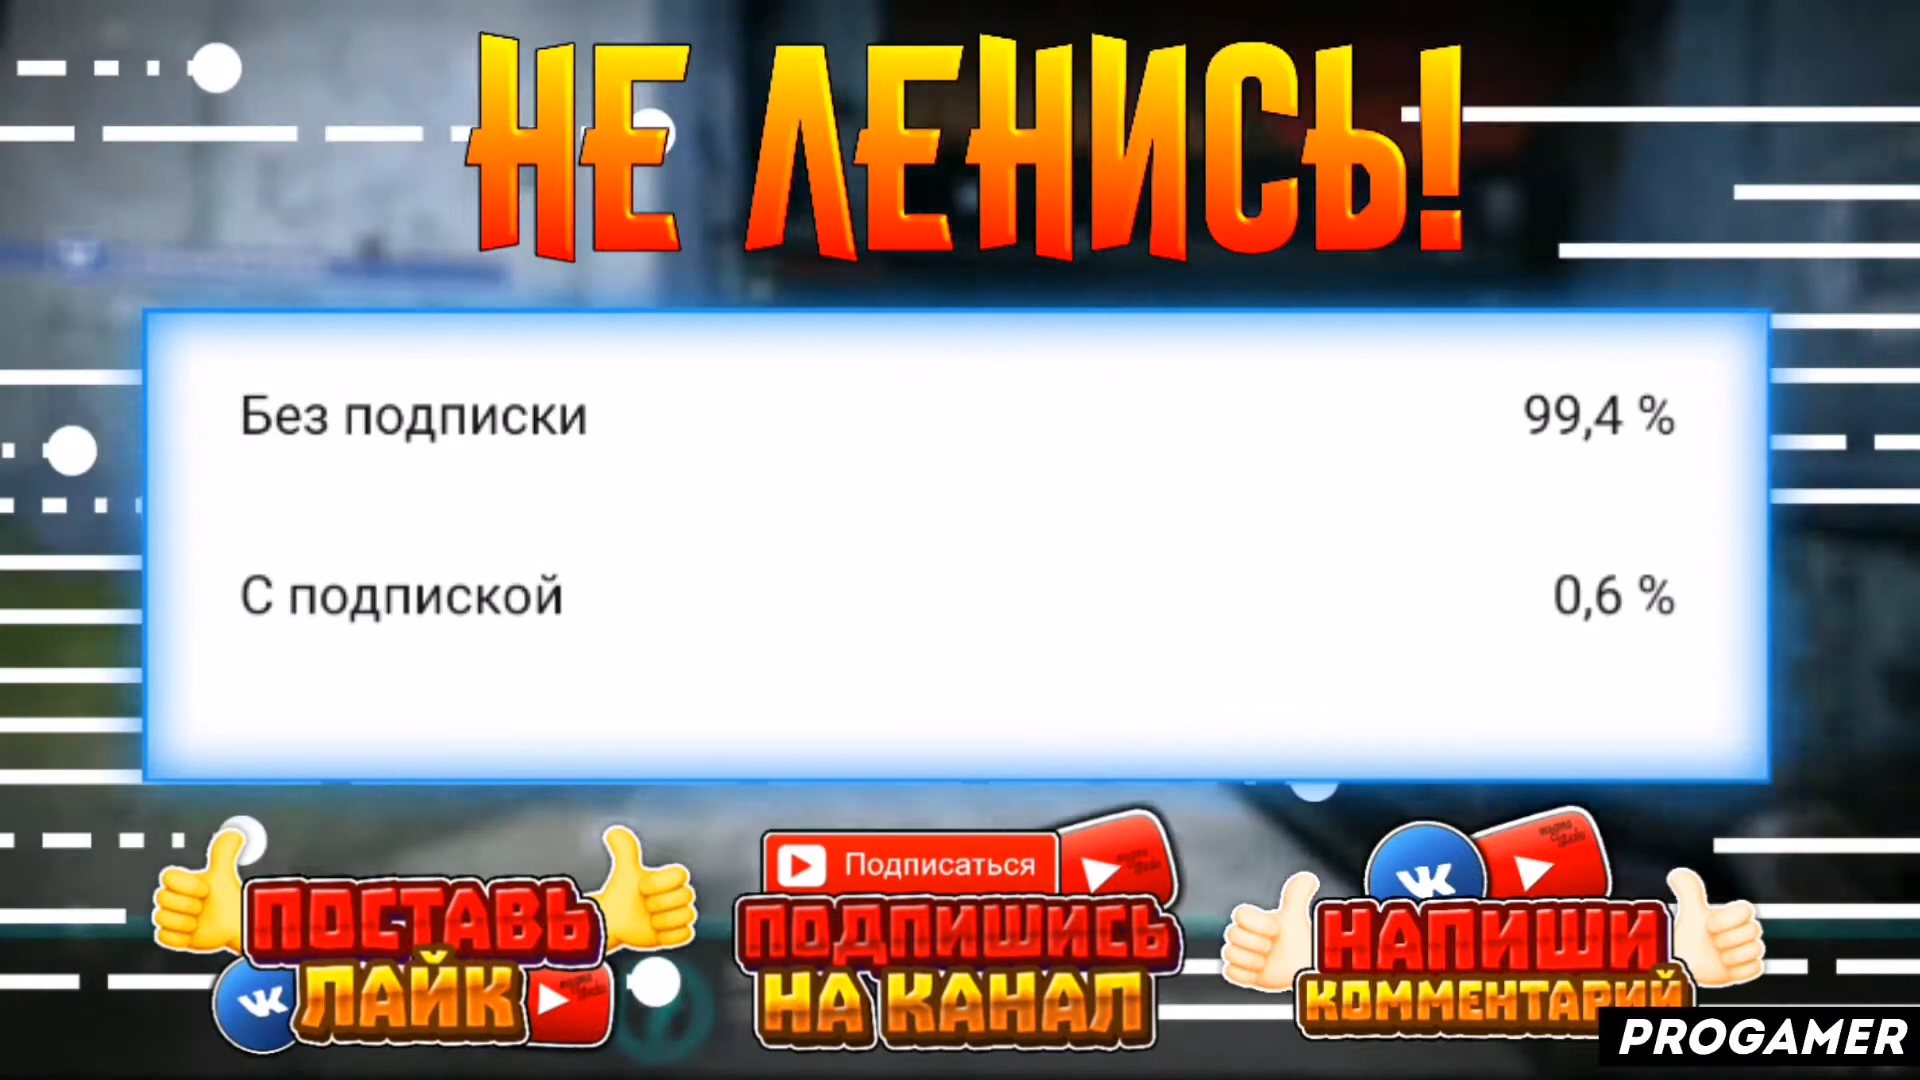 НЕ ЛЕНИСЬ!
Без подписки 99,4 %
С подпиской 0,6 %
ПОСТАВЬ
ЛАЙК
Подписаться
ПОДПИШИСЬ
НА КАНАЛ
НАПИШИ
КОММЕНТАРИЙ
PROGAMER